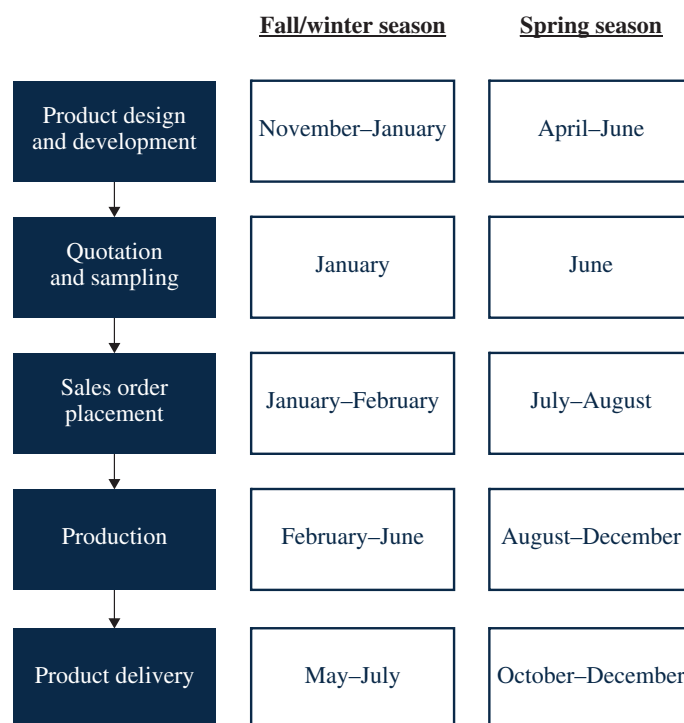 Fall/winter season
Spring season
Product design
and development
November–January
April–June
Quotation
and sampling
January
June
Sales order
placement
January–February
July–August
Production
February–June
August–December
Product delivery
May–July
October–December